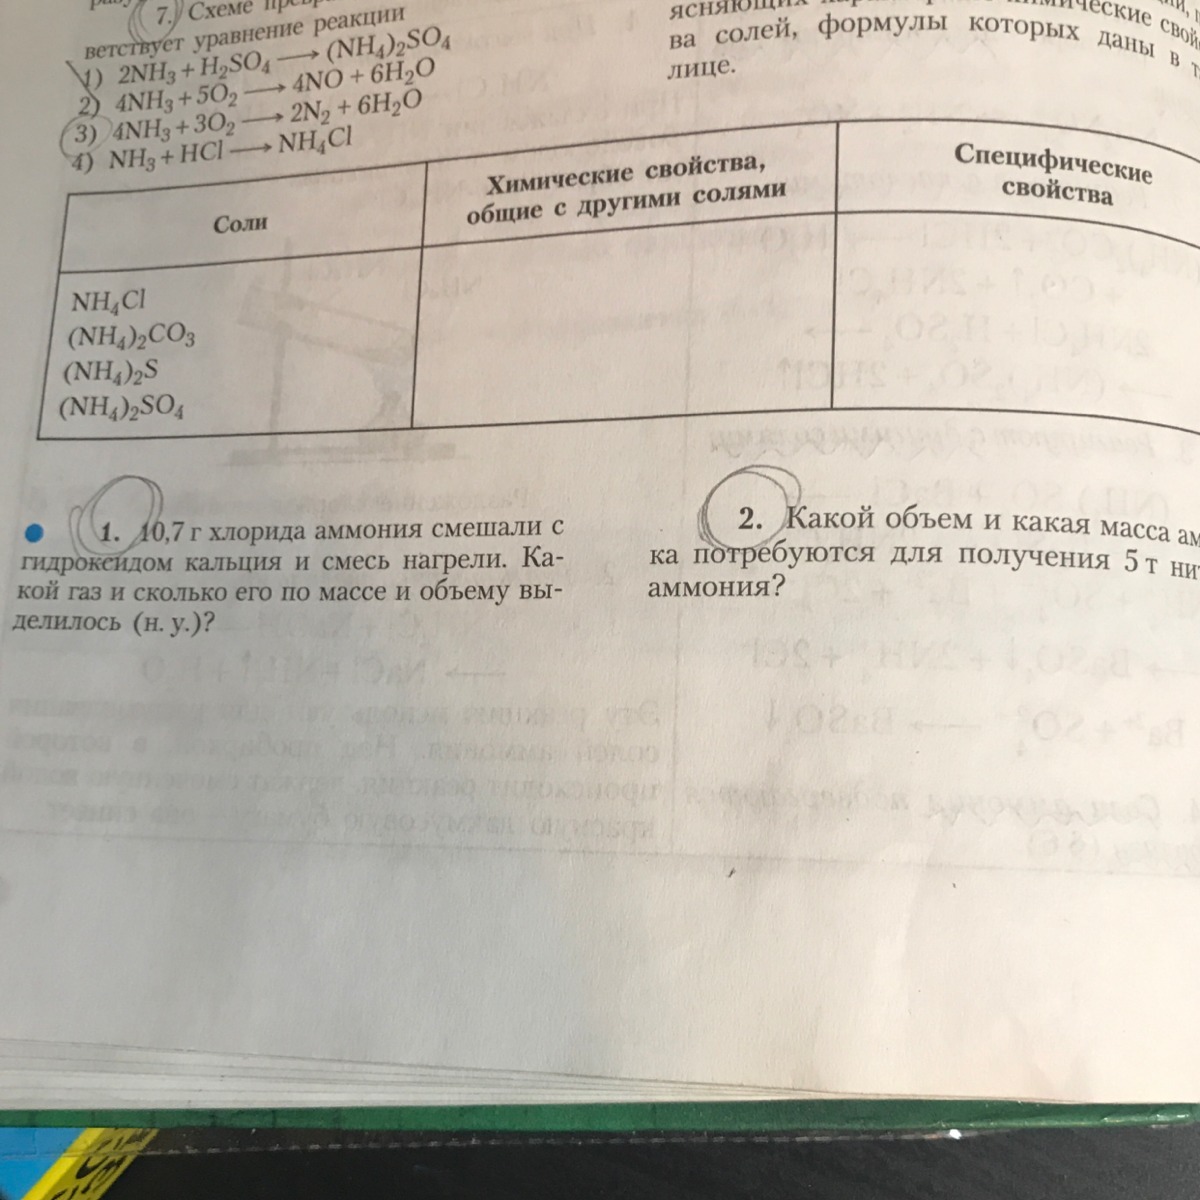 7. Схеме
ветствует уравнение реакции
1) 2NH₃ + H₂SO₄ ⟶ (NH₄)₂SO₄
2) 4NH₃ + 5O₂ ⟶ 4NO + 6H₂O
3) 4NH₃ + 3O₂ ⟶ 2N₂ + 6H₂O
4) NH₃ + HCl ⟶ NH₄Cl
ва солей, формулы которых даны в
лице.
Соли
Химические свойства,
общие с другими солями
Специфические
свойства
NH₄Cl
(NH₄)₂CO₃
(NH₄)₂S
(NH₄)₂SO₄
1. 10,7 г хлорида аммония смешали с
гидроксидом кальция и смесь нагрели. Ка-
кой газ и сколько его по массе и объему вы-
делилось (н. у.)?
2. Какой объем и какая масса ам
ка потребуются для получения 5 т ни
аммония?